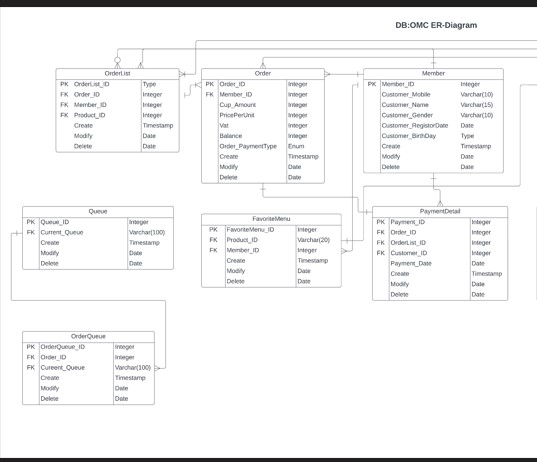 DB:OMC ER-Diagram
OrderList
PK OrderList_ID Type
FK Order_ID Integer
FK Member_ID Integer
FK Product_ID Integer
Create Timestamp
Modify Date
Delete Date
Order
PK Order_ID Integer
FK Member_ID Integer
Cup_Amount Integer
PricePerUnit Integer
Vat Integer
Balance Integer
Order_PaymentType Enum
Create Timestamp
Modify Date
Delete Date
Member
PK Member_ID Integer
Customer_Mobile Varchar(10)
Customer_Name Varchar(15)
Customer_Gender Varchar(10)
Customer_RegistorDate Date
Customer_BirthDay Type
Create Timestamp
Modify Date
Delete Date
Queue
PK Queue_ID Integer
FK Current_Queue Varchar(100)
Create Timestamp
Modify Date
Delete Date
FavoriteMenu
PK FavoriteMenu_ID Integer
FK Product_ID Varchar(20)
FK Member_ID Integer
Create Timestamp
Modify Date
Delete Date
PaymentDetail
PK Payment_ID Integer
FK Order_ID Integer
FK OrderList_ID Integer
FK Customer_ID Integer
Payment_Date Date
Create Timestamp
Modify Date
Delete Date
OrderQueue
PK OrderQueue_ID Integer
FK Order_ID Integer
FK Cureent_Queue Varchar(100)
Create Timestamp
Modify Date
Delete Date